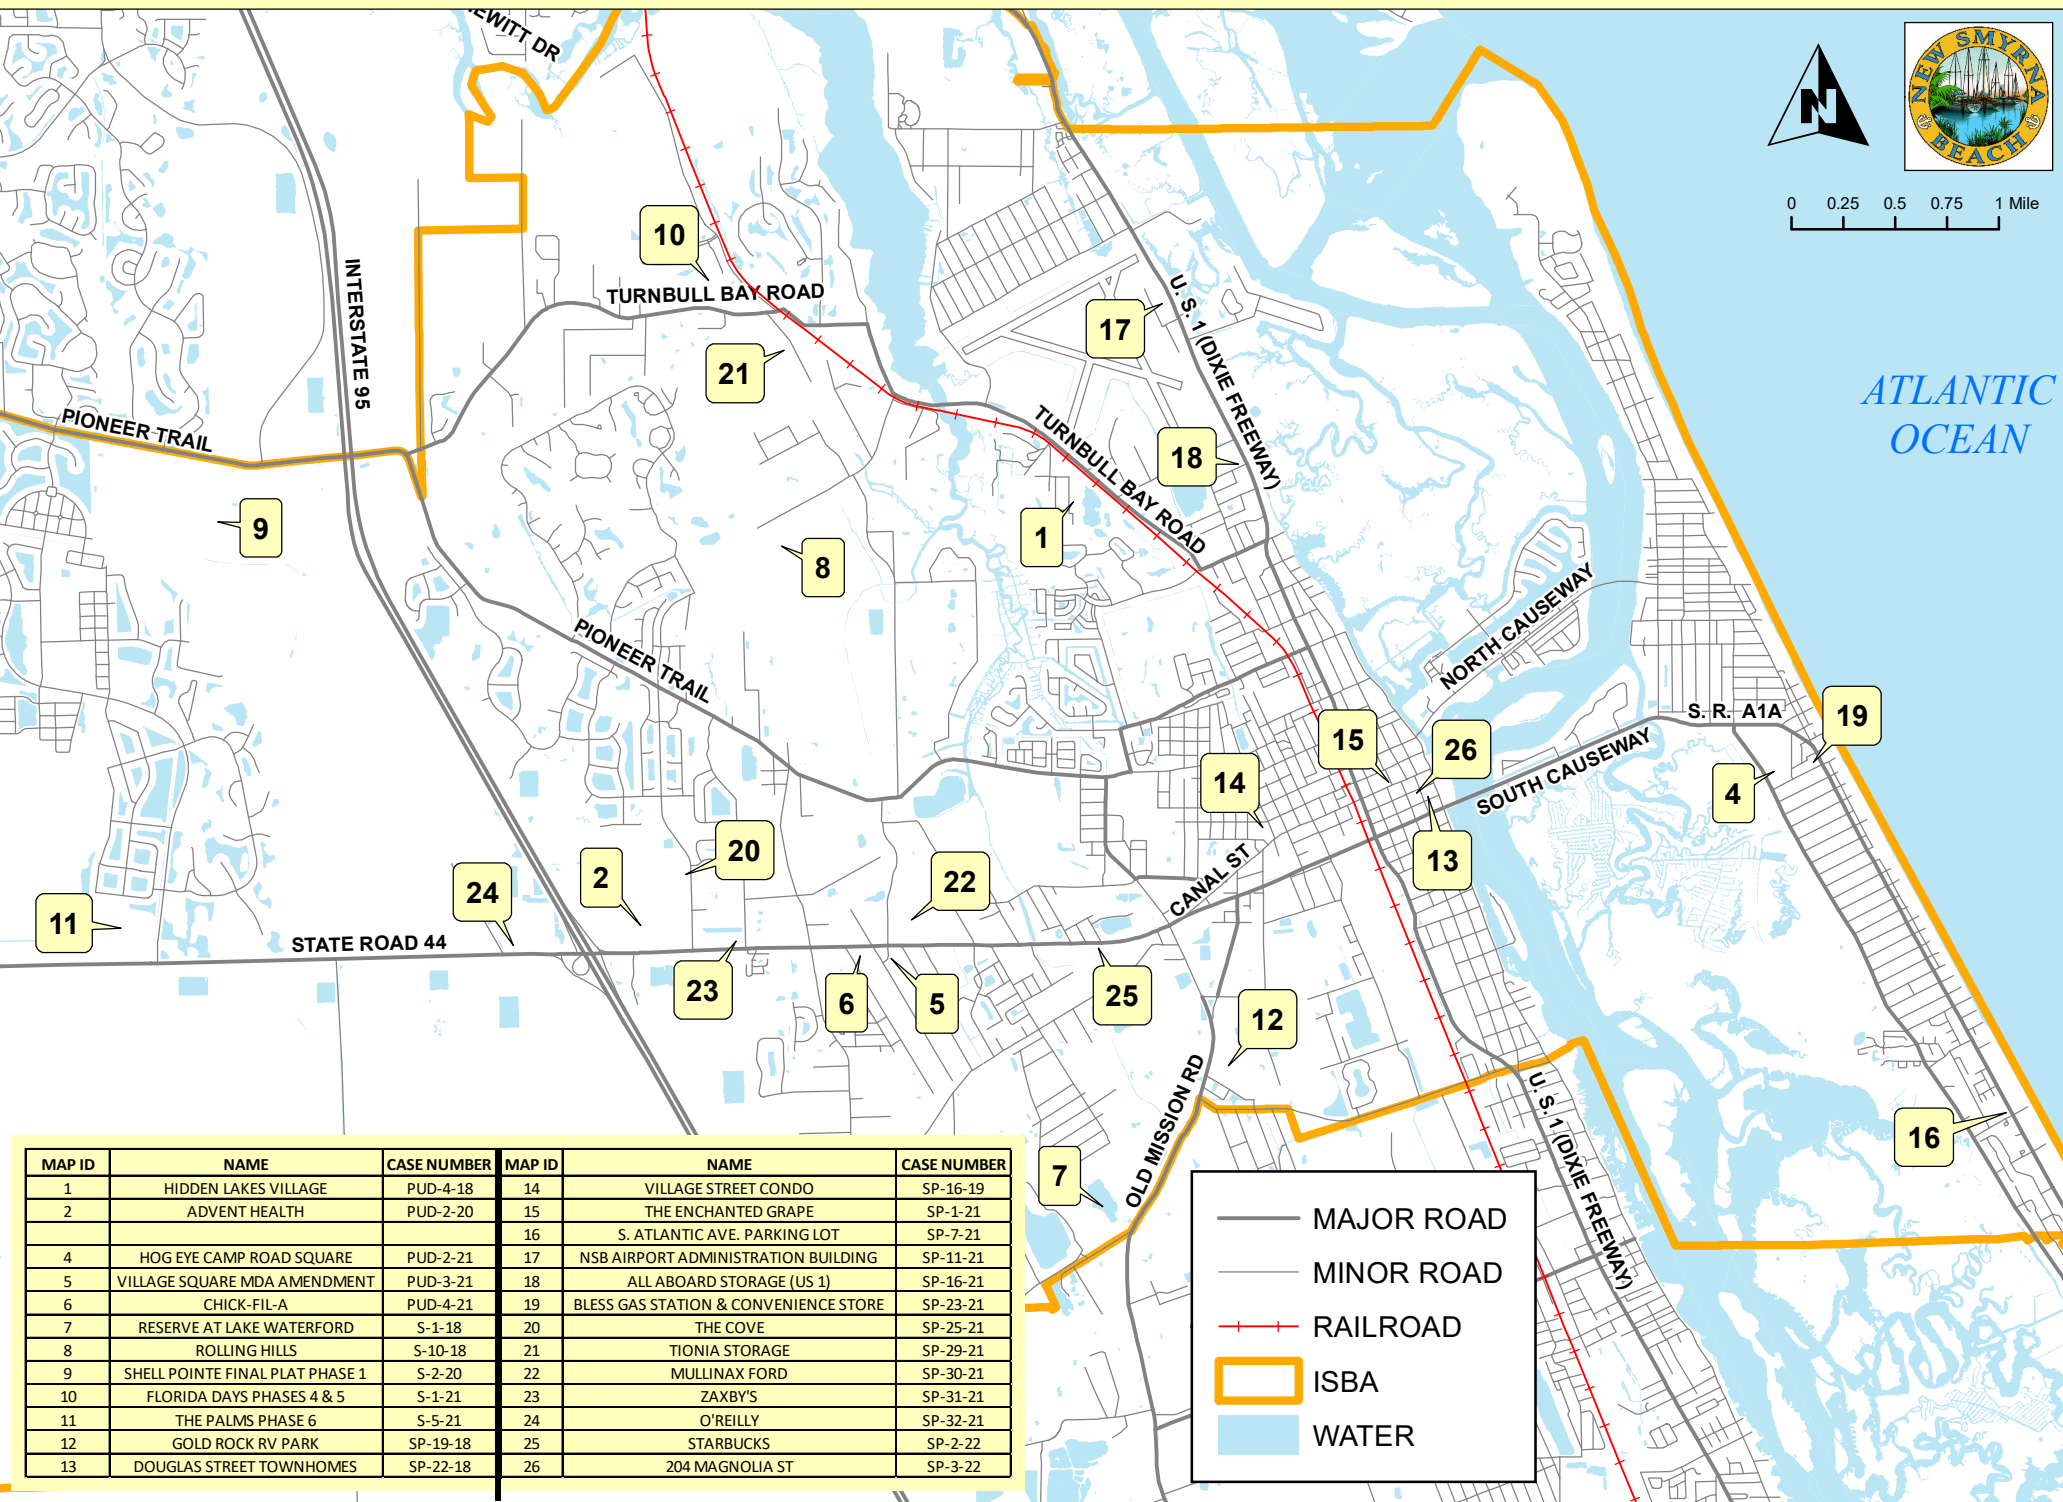 EWITT DR
NEW SMYRNA
BEACH
N
0 0.25 0.5 0.75 1 Mile
10
TURNBULL BAY ROAD
INTERSTATE 95
17
U. S. 1 (DIXIE FREEWAY)
21
ATLANTIC
OCEAN
PIONEER TRAIL
TURNBULL BAY ROAD
18
9
1
8
NORTH CAUSEWAY
PIONEER TRAIL
S. R. A1A
19
15
26
SOUTH CAUSEWAY
14
4
20
13
2
22
24
CANAL ST
11
STATE ROAD 44
23
6
5
25
12
OLD MISSION RD
U. S. 1 (DIXIE FREEWAY)
16
7
MAP ID NAME CASE NUMBER MAP ID NAME CASE NUMBER
1 HIDDEN LAKES VILLAGE PUD-4-18 14 VILLAGE STREET CONDO SP-16-19
2 ADVENT HEALTH PUD-2-20 15 THE ENCHANTED GRAPE SP-1-21
16 S. ATLANTIC AVE. PARKING LOT SP-7-21
4 HOG EYE CAMP ROAD SQUARE PUD-2-21 17 NSB AIRPORT ADMINISTRATION BUILDING SP-11-21
5 VILLAGE SQUARE MDA AMENDMENT PUD-3-21 18 ALL ABOARD STORAGE (US 1) SP-16-21
6 CHICK-FIL-A PUD-4-21 19 BLESS GAS STATION & CONVENIENCE STORE SP-23-21
7 RESERVE AT LAKE WATERFORD S-1-18 20 THE COVE SP-25-21
8 ROLLING HILLS S-10-18 21 TIONIA STORAGE SP-29-21
9 SHELL POINTE FINAL PLAT PHASE 1 S-2-20 22 MULLINAX FORD SP-30-21
10 FLORIDA DAYS PHASES 4 & 5 S-1-21 23 ZAXBY'S SP-31-21
11 THE PALMS PHASE 6 S-5-21 24 O'REILLY SP-32-21
12 GOLD ROCK RV PARK SP-19-18 25 STARBUCKS SP-2-22
13 DOUGLAS STREET TOWNHOMES SP-22-18 26 204 MAGNOLIA ST SP-3-22
MAJOR ROAD
MINOR ROAD
RAILROAD
ISBA
WATER